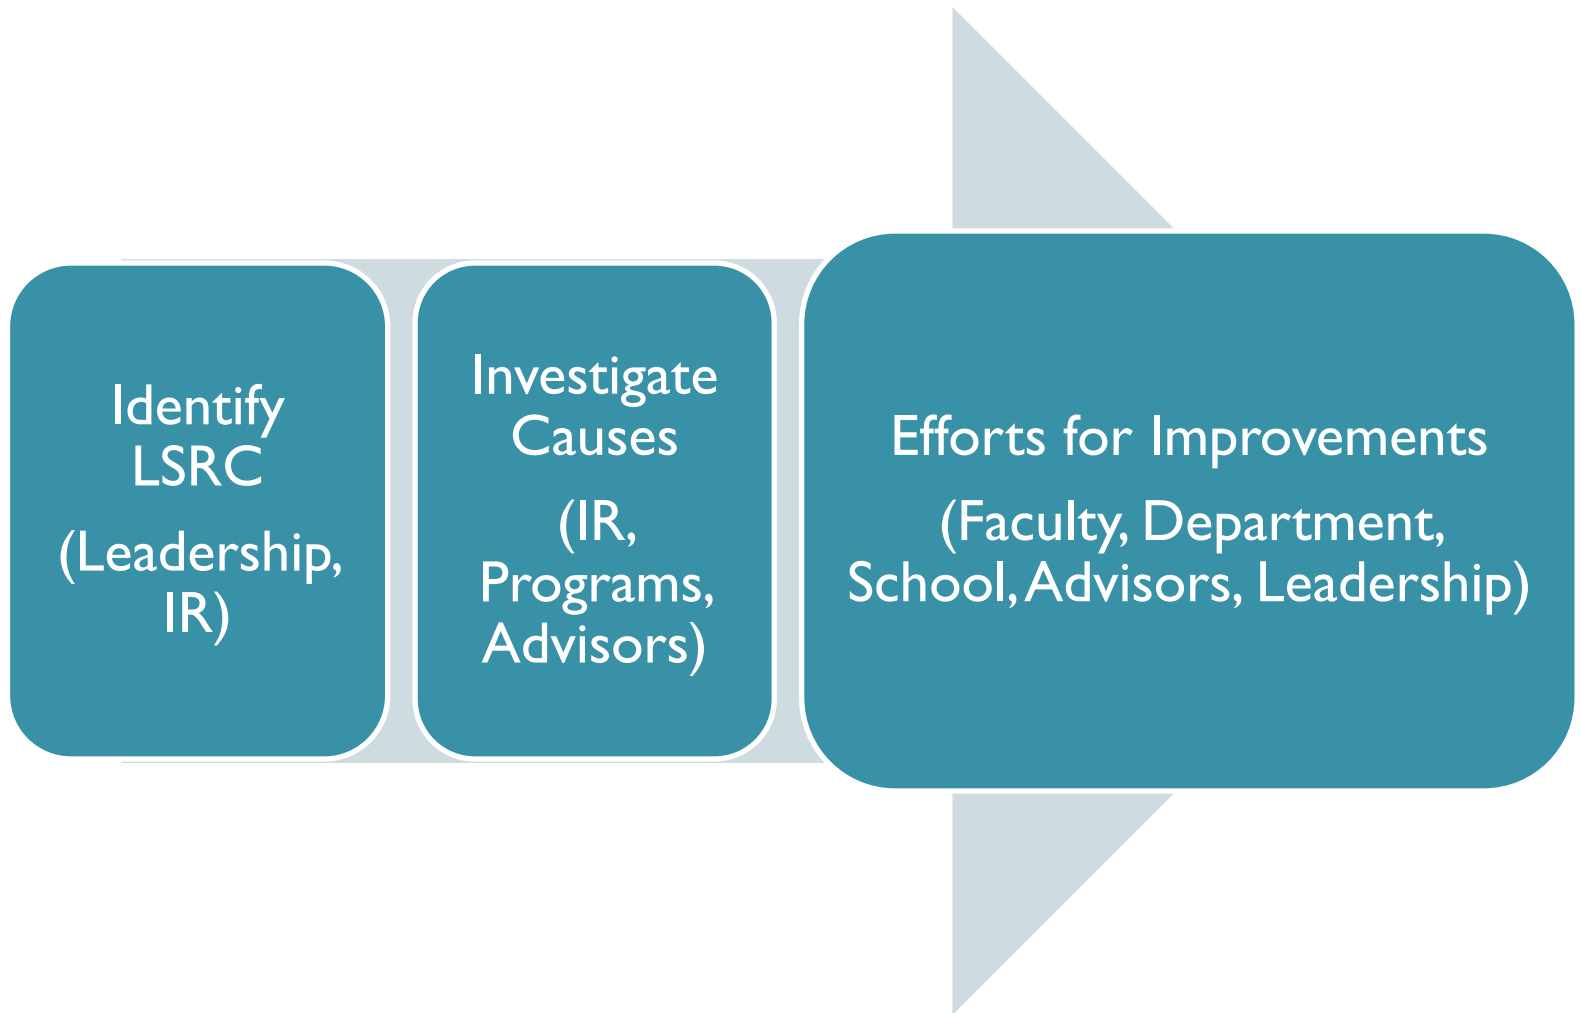 Identify
LSRC
(Leadership,
IR)
Investigate
Causes
(IR,
Programs,
Advisors)
Efforts for Improvements
(Faculty, Department,
School, Advisors, Leadership)